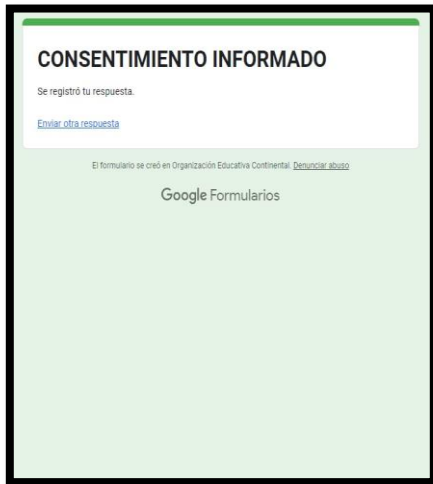 CONSENTIMIENTO INFORMADO
Se registró tu respuesta.
Enviar otra respuesta
El formulario se creó en Organización Educativa Continental. Denunciar abuso
Google Formularios